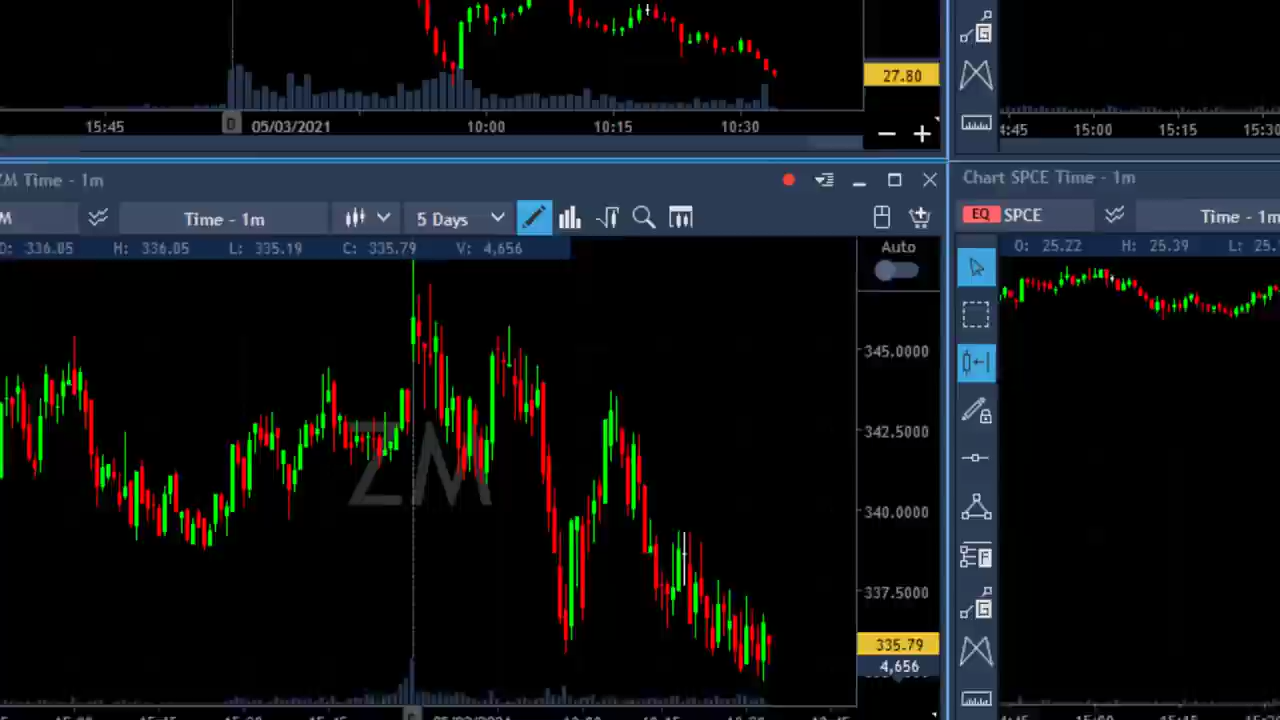 27.80
15:45 D 05/03/2021 10:00 10:15 10:30
15:00 15:15 15:30
ZM Time - 1m
Chart SPCE Time - 1m
M Time - 1m 5 Days
EQ SPCE Time - 1m
O: 336.05 H: 336.05 L: 335.19 C: 335.79 V: 4,656
Auto
O: 25.22 H: 25.39 L: 25.
345.0000
342.5000
ZM
340.0000
337.5000
335.79
4,656